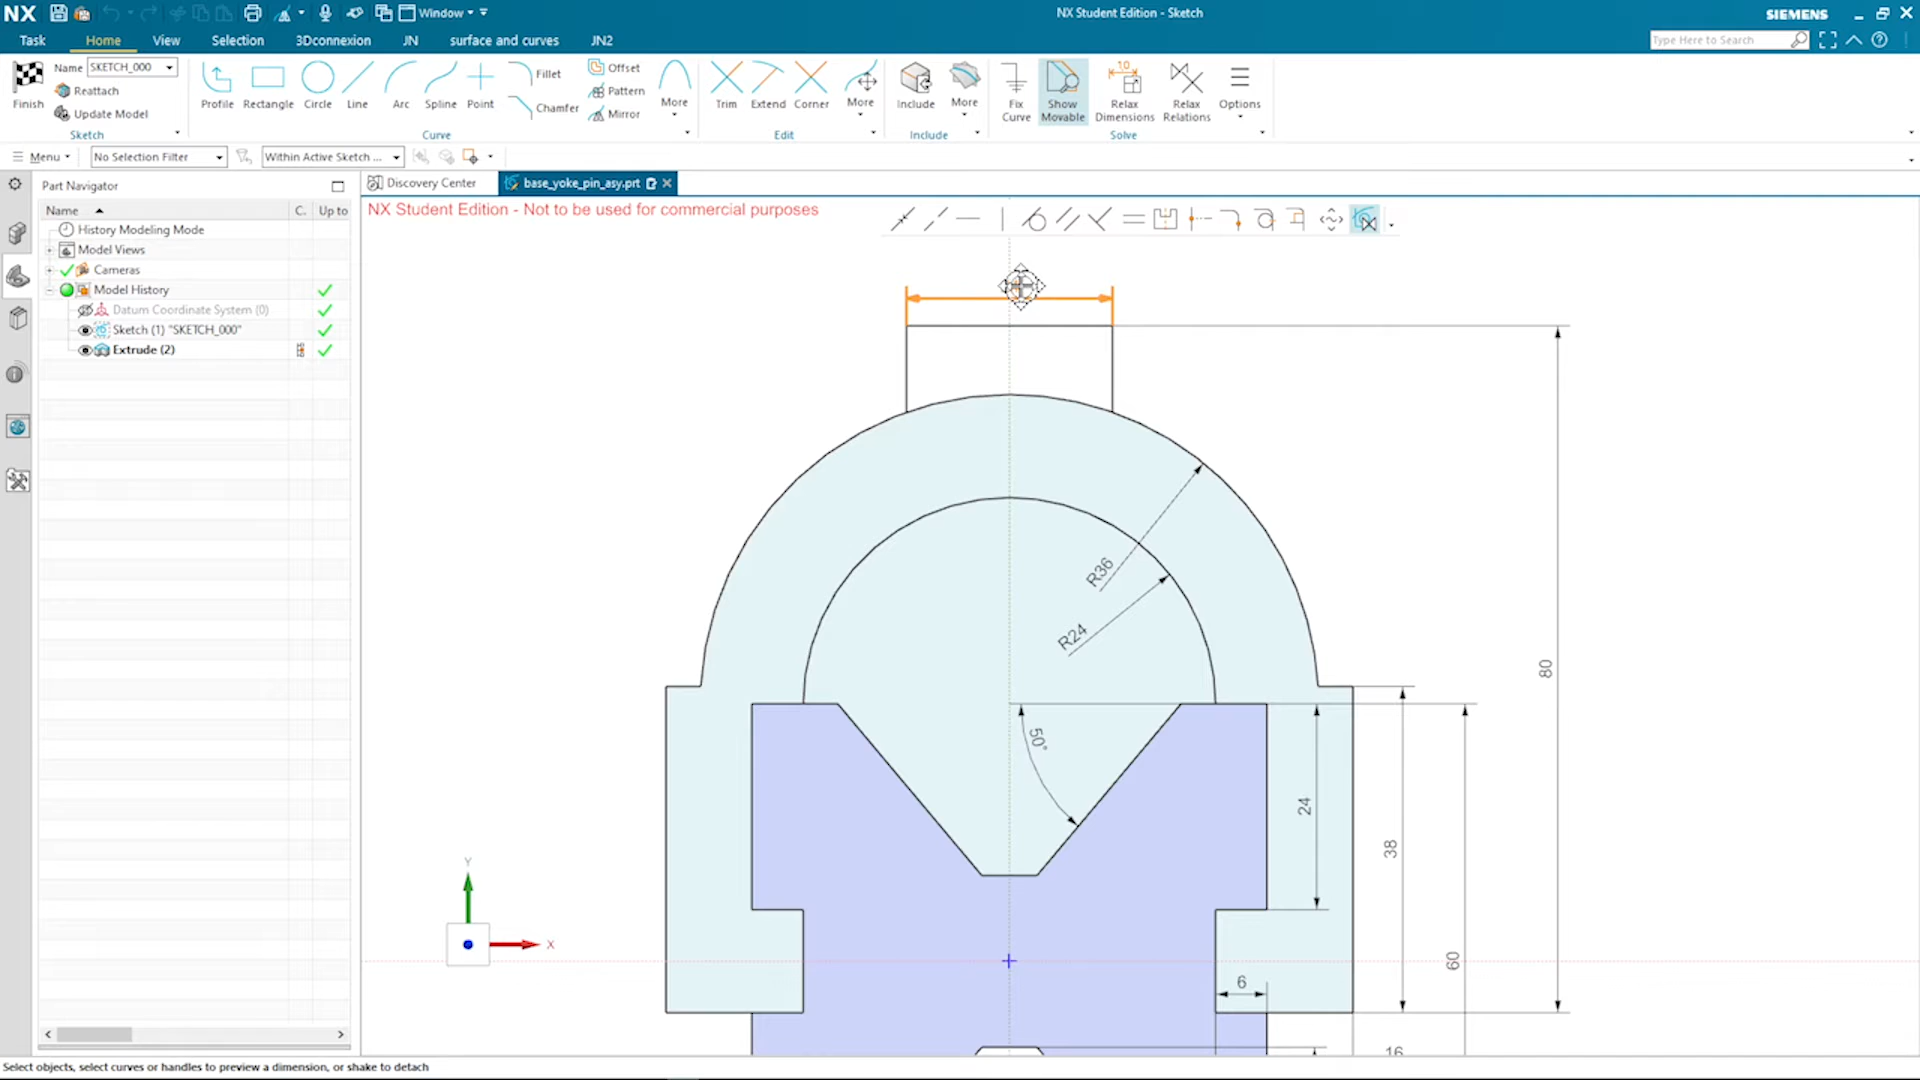 NX
Window
NX Student Edition - Sketch
SIEMENS
Task
Home
View
Selection
3Dconnexion
JN
surface and curves
JN2
Type Here to Search
Finish
Name
SKETCH_000
Reattach
Update Model
Sketch
Profile
Rectangle
Circle
Line
Arc
Spline
Point
Fillet
Chamfer
Offset
Pattern
Mirror
More
Curve
Trim
Extend
Corner
More
Edit
Include
More
Include
Fix Curve
Show Movable
Relax Dimensions
Relax Relations
Options
Solve
Menu
No Selection Filter
Within Active Sketch ...
Part Navigator
Discovery Center
base_yoke_pin_asy.prt
Name
C.
Up to
NX Student Edition - Not to be used for commercial purposes
History Modeling Mode
Model Views
Cameras
Model History
Datum Coordinate System (0)
Sketch (1) "SKETCH_000"
Extrude (2)
R36
R24
50°
80
24
38
60
6
16
Y
X
Select objects, select curves or handles to preview a dimension, or shake to detach